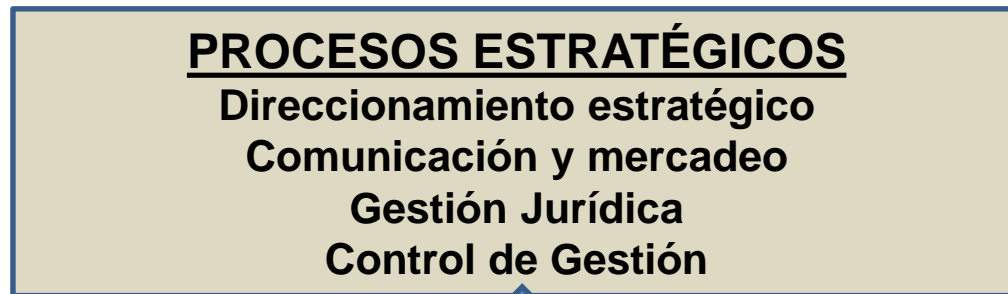 PROCESOS ESTRATÉGICOS
Direccionamiento estratégico
Comunicación y mercadeo
Gestión Jurídica
Control de Gestión